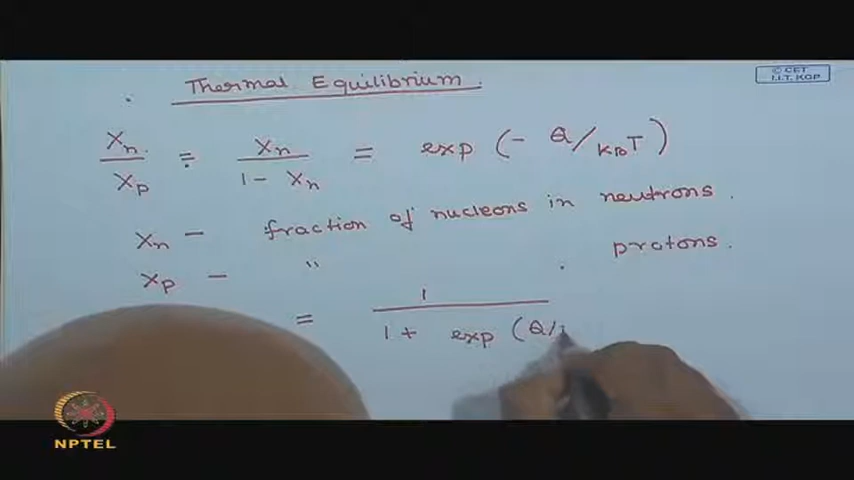 Thermal Equilibrium
© CET
I.I.T. KGP
Xn/Xp = Xn/(1 - Xn) = exp (- Q/kBT)
Xn - fraction of nucleons in neutrons.
Xp - " . protons.
= 1/(1 + exp (Q/
NPTEL